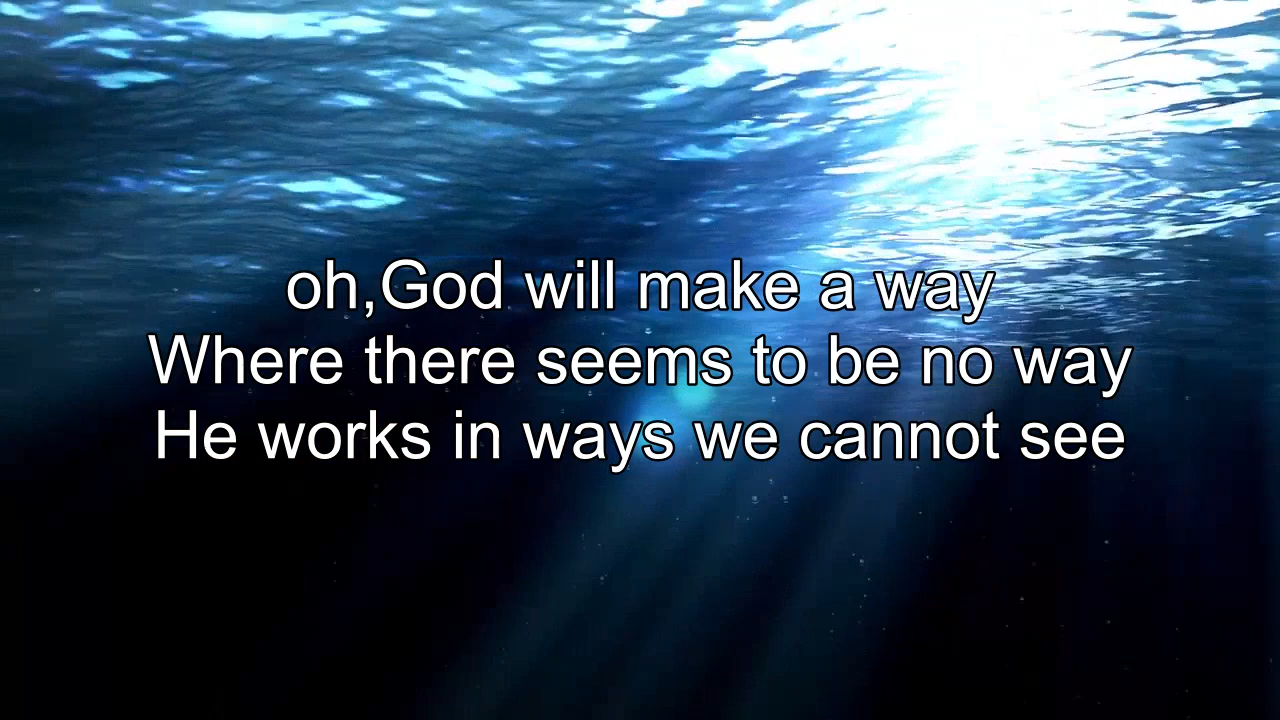 oh,God will make a way
Where there seems to be no way
He works in ways we cannot see